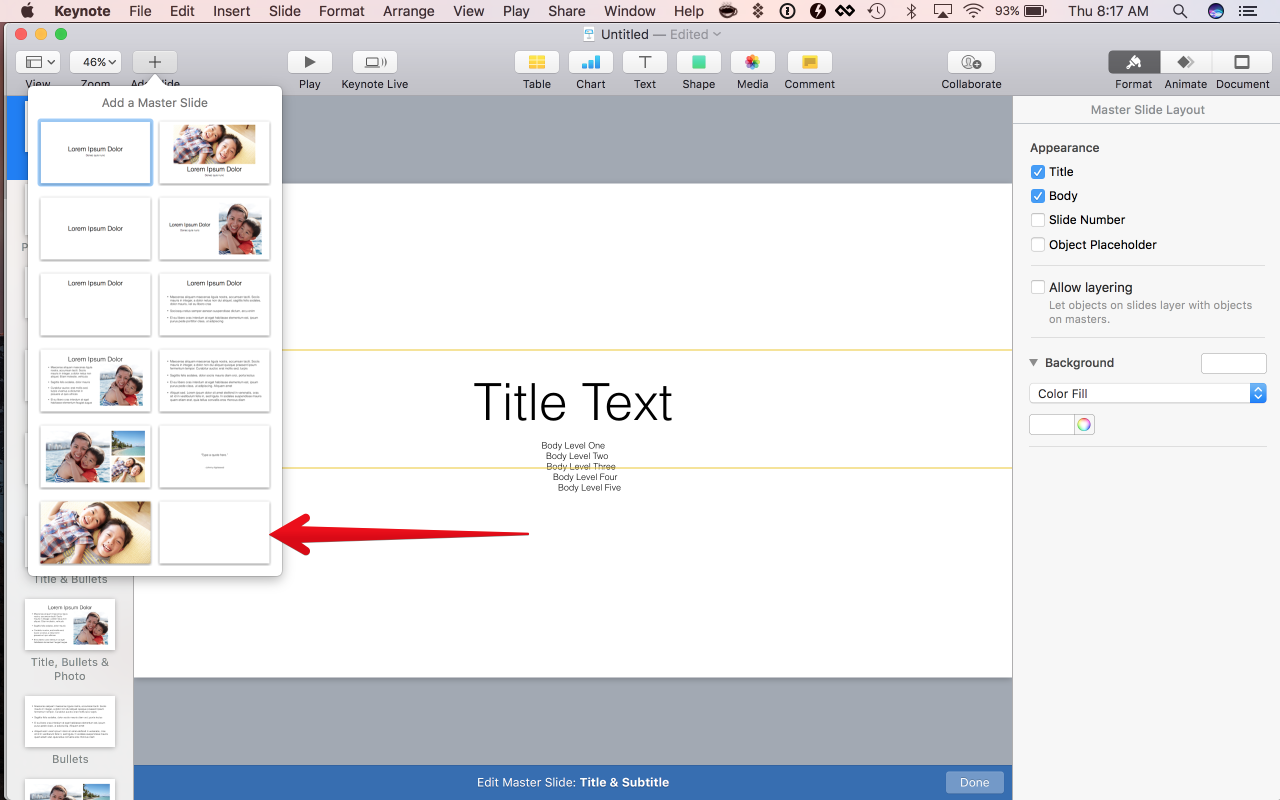 Keynote File Edit Insert Slide Format Arrange View Play Share Window Help 93% Thu 8:17 AM
Untitled — Edited
46%
View Zoom Add Slide Play Keynote Live Table Chart Text Shape Media Comment Collaborate Format Animate Document
Add a Master Slide
Lorem Ipsum Dolor
Lorem Ipsum Dolor
Lorem Ipsum Dolor
Lorem Ipsum Dolor
Lorem Ipsum Dolor
Lorem Ipsum Dolor
Lorem Ipsum Dolor
Title & Bullets
Lorem Ipsum Dolor
Title, Bullets &
Photo
Bullets
Title Text
Body Level One
Body Level Two
Body Level Three
Body Level Four
Body Level Five
Edit Master Slide: Title & Subtitle
Done
Master Slide Layout
Appearance
Title
Body
Slide Number
Object Placeholder
Allow layering
Let objects on slides layer with objects
on masters.
Background
Color Fill